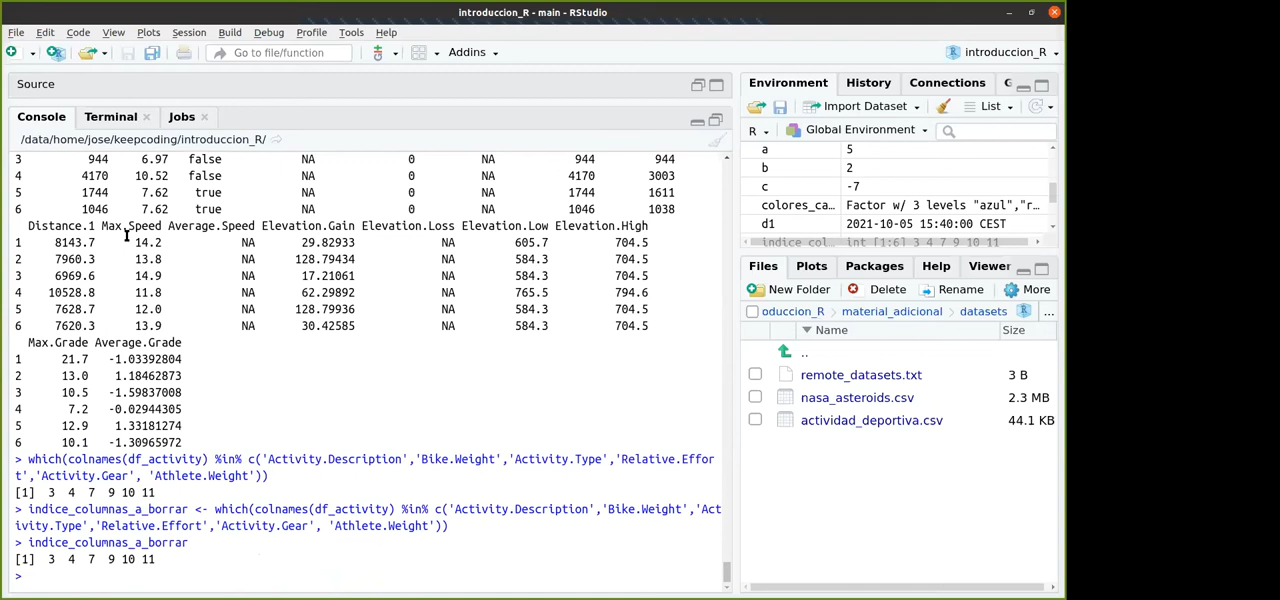 introduccion_R - main - RStudio
File Edit Code View Plots Session Build Debug Profile Tools Help
Go to file/function Addins introduccion_R
Source
Console Terminal Jobs
/data/home/jose/keepcoding/introduccion_R/
3 944 6.97 false NA 0 NA 944 944
4 4170 10.52 false NA 0 NA 4170 3003
5 1744 7.62 true NA 0 NA 1744 1611
6 1046 7.62 true NA 0 NA 1046 1038
Distance.1 Max.Speed Average.Speed Elevation.Gain Elevation.Loss Elevation.Low Elevation.High
1 8143.7 14.2 NA 29.82933 NA 605.7 704.5
2 7960.3 13.8 NA 128.79434 NA 584.3 704.5
3 6969.6 14.9 NA 17.21061 NA 584.3 704.5
4 10528.8 11.8 NA 62.29892 NA 765.5 794.6
5 7628.7 12.0 NA 128.79936 NA 584.3 704.5
6 7620.3 13.9 NA 30.42585 NA 584.3 704.5
Max.Grade Average.Grade
1 21.7 -1.03392804
2 13.0 1.18462873
3 10.5 -1.59837008
4 7.2 -0.02944305
5 12.9 1.33181274
6 10.1 -1.30965972
> which(colnames(df_activity) %in% c('Activity.Description','Bike.Weight','Activity.Type','Relative.Effor
t','Activity.Gear', 'Athlete.Weight'))
[1] 3 4 7 9 10 11
> indice_columnas_a_borrar <- which(colnames(df_activity) %in% c('Activity.Description','Bike.Weight','Act
ivity.Type','Relative.Effort','Activity.Gear', 'Athlete.Weight'))
> indice_columnas_a_borrar
[1] 3 4 7 9 10 11
>
Environment History Connections G
Import Dataset List
R Global Environment
a 5
b 2
c -7
colores_ca... Factor w/ 3 levels "azul","r...
d1 2021-10-05 15:40:00 CEST
indice_col... int [1:6] 3 4 7 9 10 11
Files Plots Packages Help Viewer
New Folder Delete Rename More
oduccion_R material_adicional datasets ...
Name Size
..
remote_datasets.txt 3 B
nasa_asteroids.csv 2.3 MB
actividad_deportiva.csv 44.1 KB